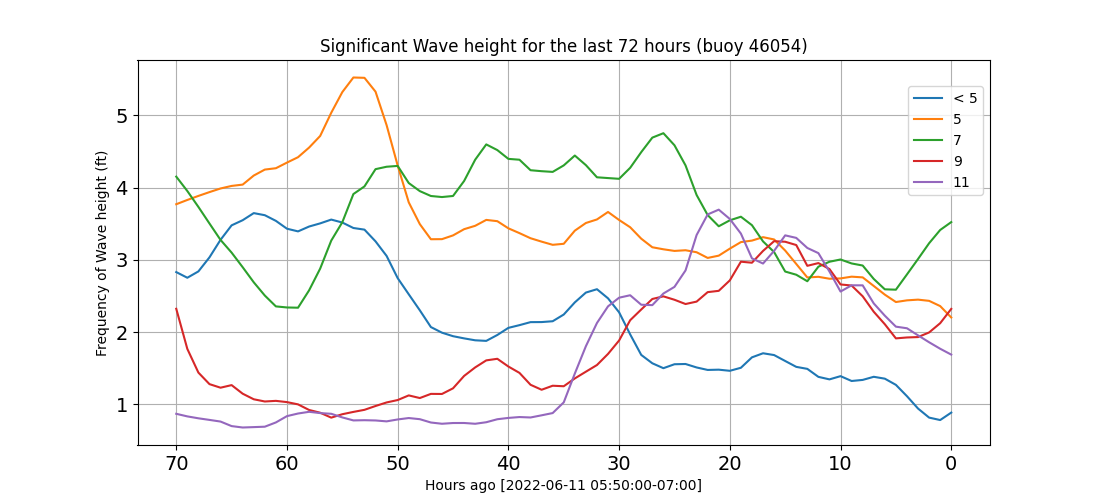 Significant Wave height for the last 72 hours (buoy 46054)
Frequency of Wave height (ft)
5
4
3
2
1
< 5
5
7
9
11
70 60 50 40 30 20 10 0
Hours ago [2022-06-11 05:50:00-07:00]